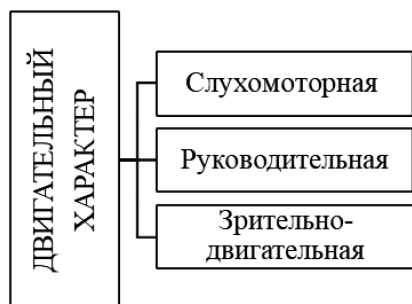 ДВИГАТЕЛЬНЫЙ
ХАРАКТЕР
Слухомоторная
Руководительная
Зрительно-
двигательная